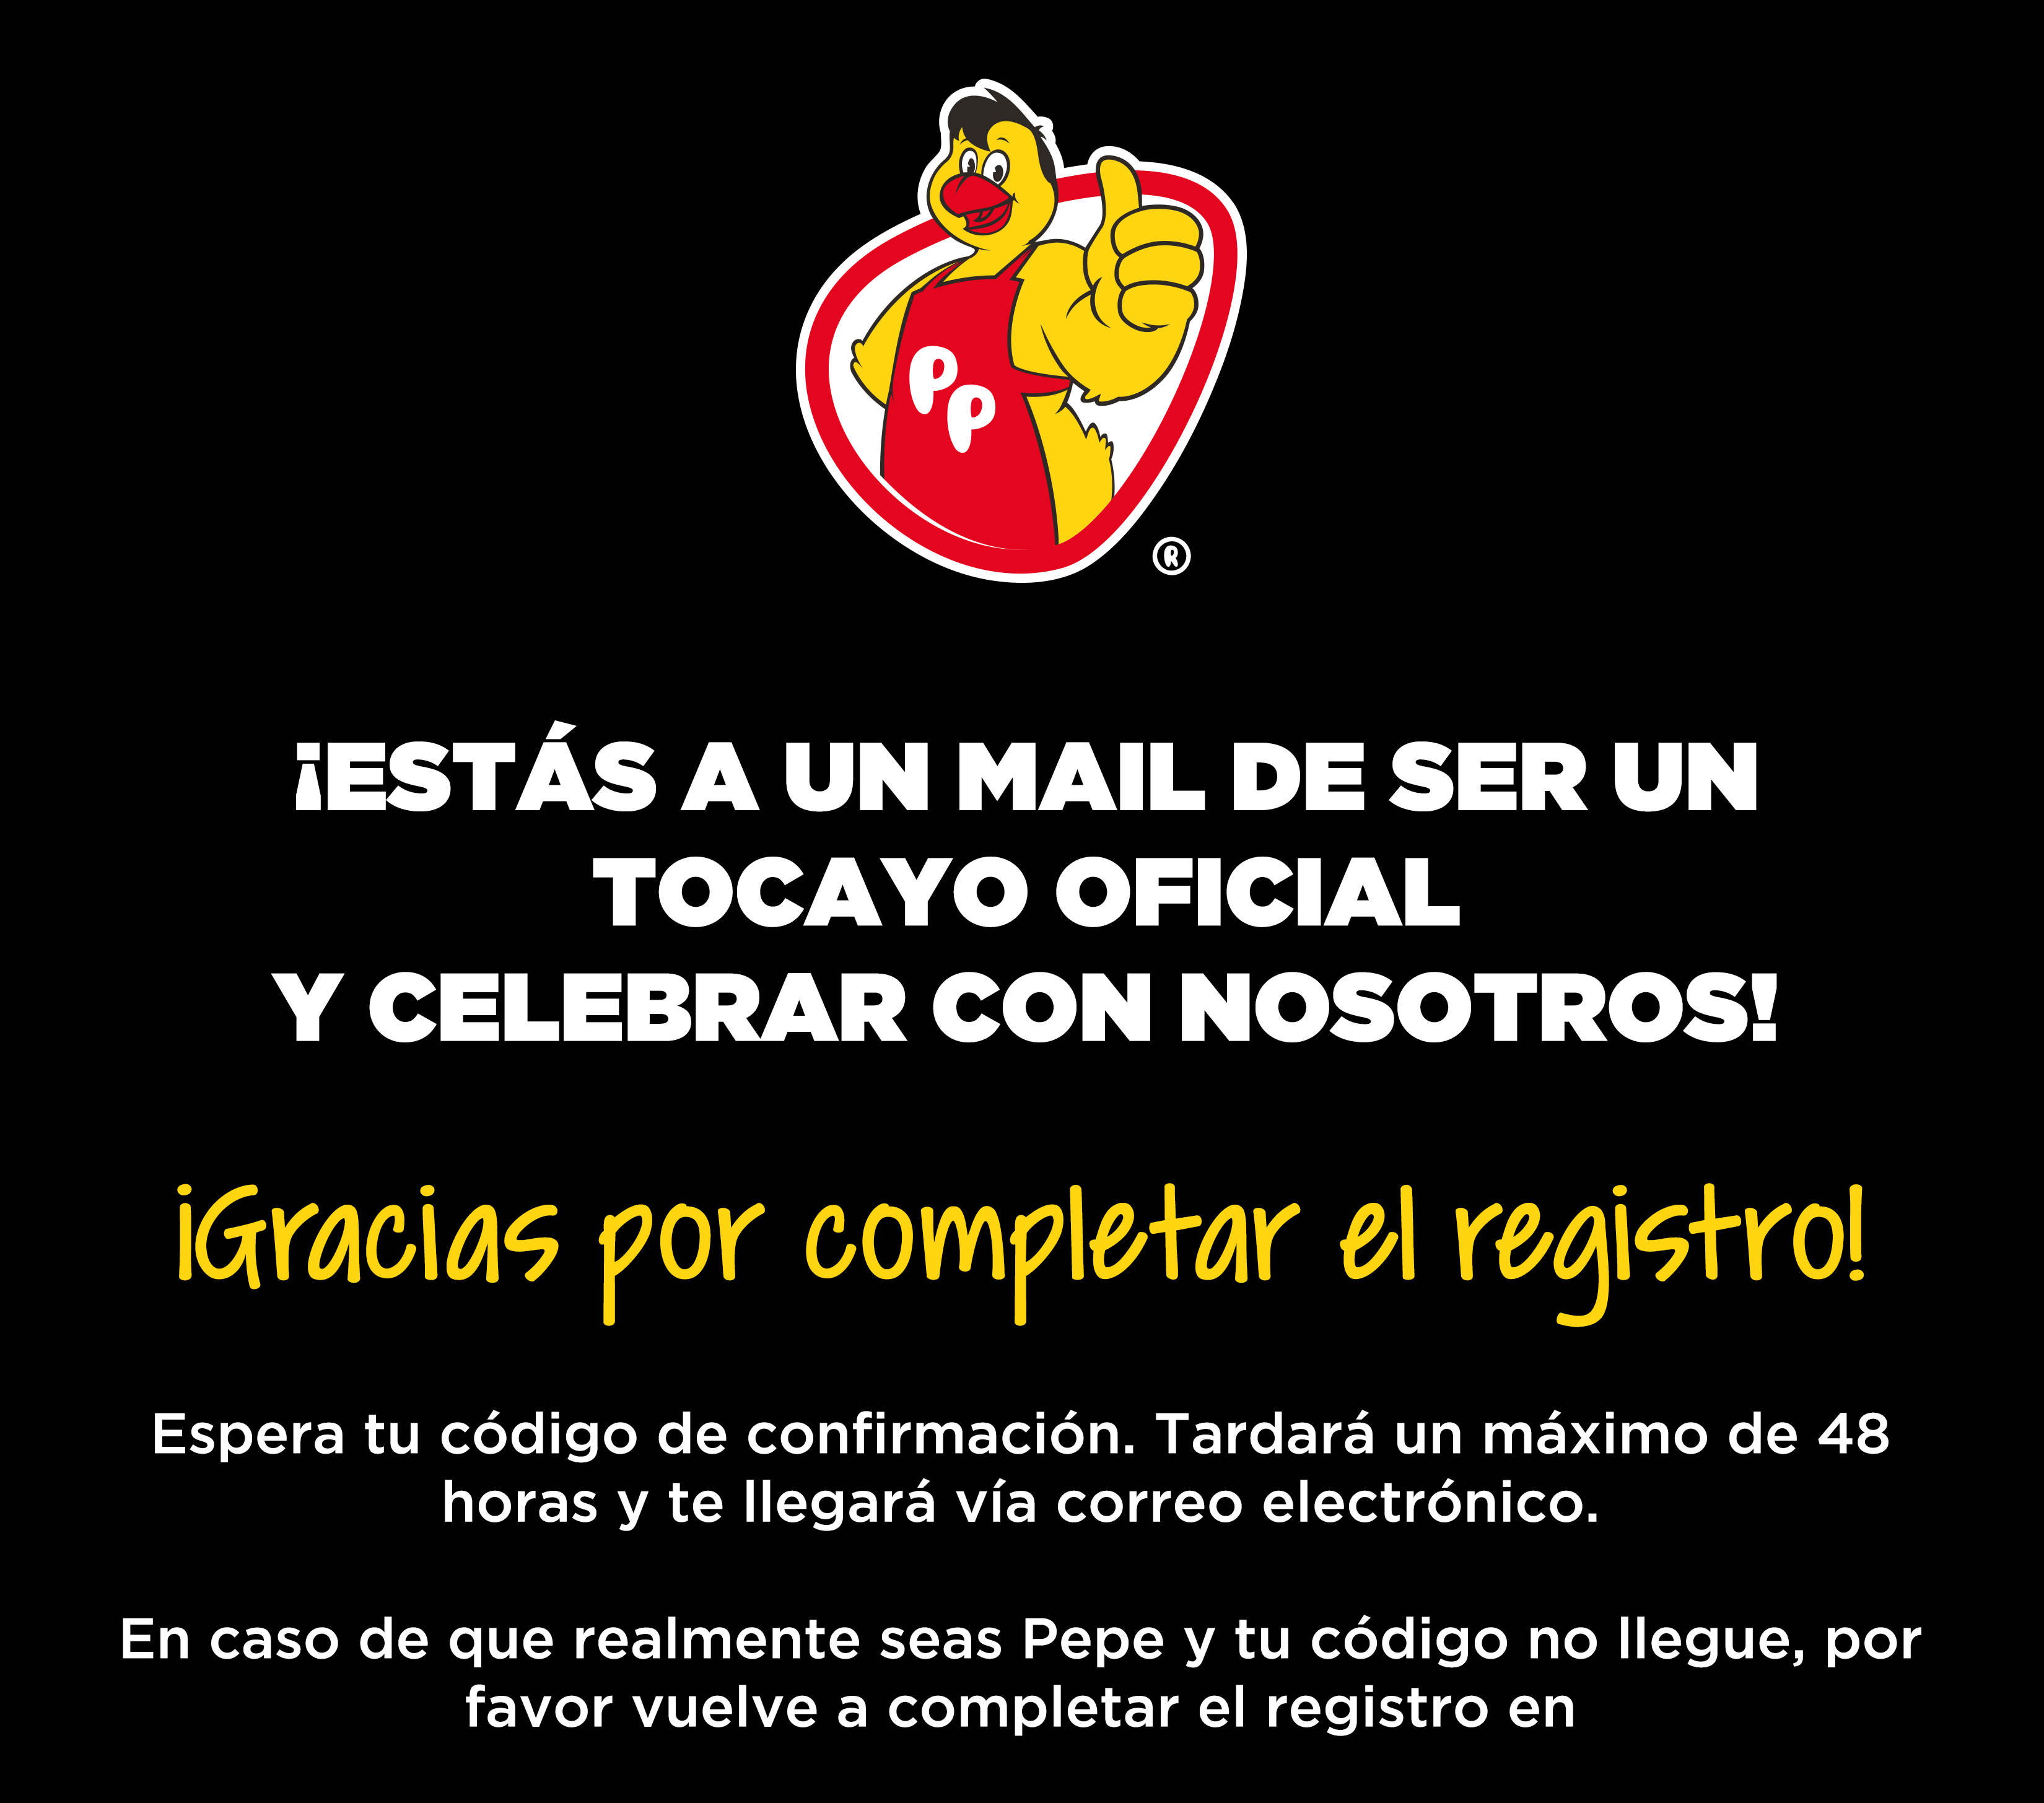 PP
®
¡ESTÁS A UN MAIL DE SER UN
TOCAYO OFICIAL
Y CELEBRAR CON NOSOTROS!
¡Gracias por completar el registro!
Espera tu código de confirmación. Tardará un máximo de 48
horas y te llegará vía correo electrónico.
En caso de que realmente seas Pepe y tu código no llegue, por
favor vuelve a completar el registro en